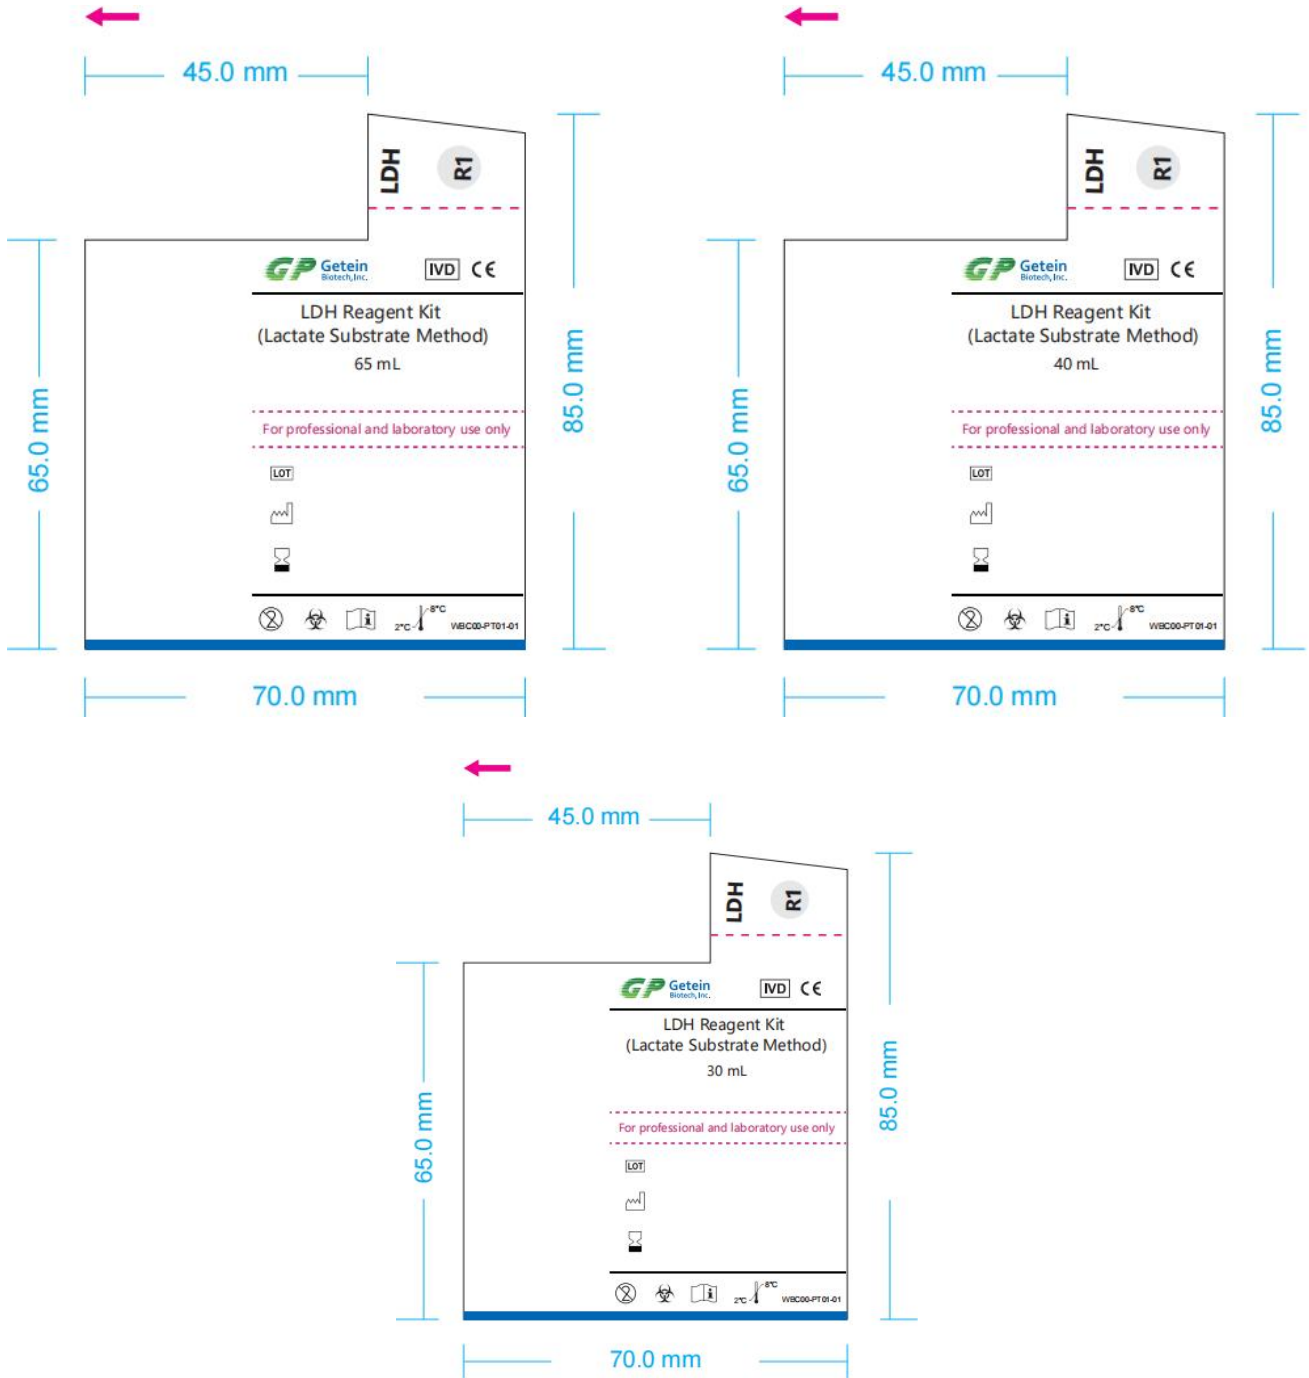 45.0 mm
LDH
R1
65.0 mm
85.0 mm
GP Getein
Biotech, Inc.
IVD CE
LDH Reagent Kit
(Lactate Substrate Method)
65 mL
For professional and laboratory use only
LOT
2
i
2°C
8°C
WBC00-PT01-01
70.0 mm
45.0 mm
LDH
R1
65.0 mm
85.0 mm
GP Getein
Biotech, Inc.
IVD CE
LDH Reagent Kit
(Lactate Substrate Method)
40 mL
For professional and laboratory use only
LOT
2
i
2°C
8°C
WBC00-PT01-01
70.0 mm
45.0 mm
LDH
R1
65.0 mm
85.0 mm
GP Getein
Biotech, Inc.
IVD CE
LDH Reagent Kit
(Lactate Substrate Method)
30 mL
For professional and laboratory use only
LOT
2
i
2°C
8°C
WBC00-PT01-01
70.0 mm